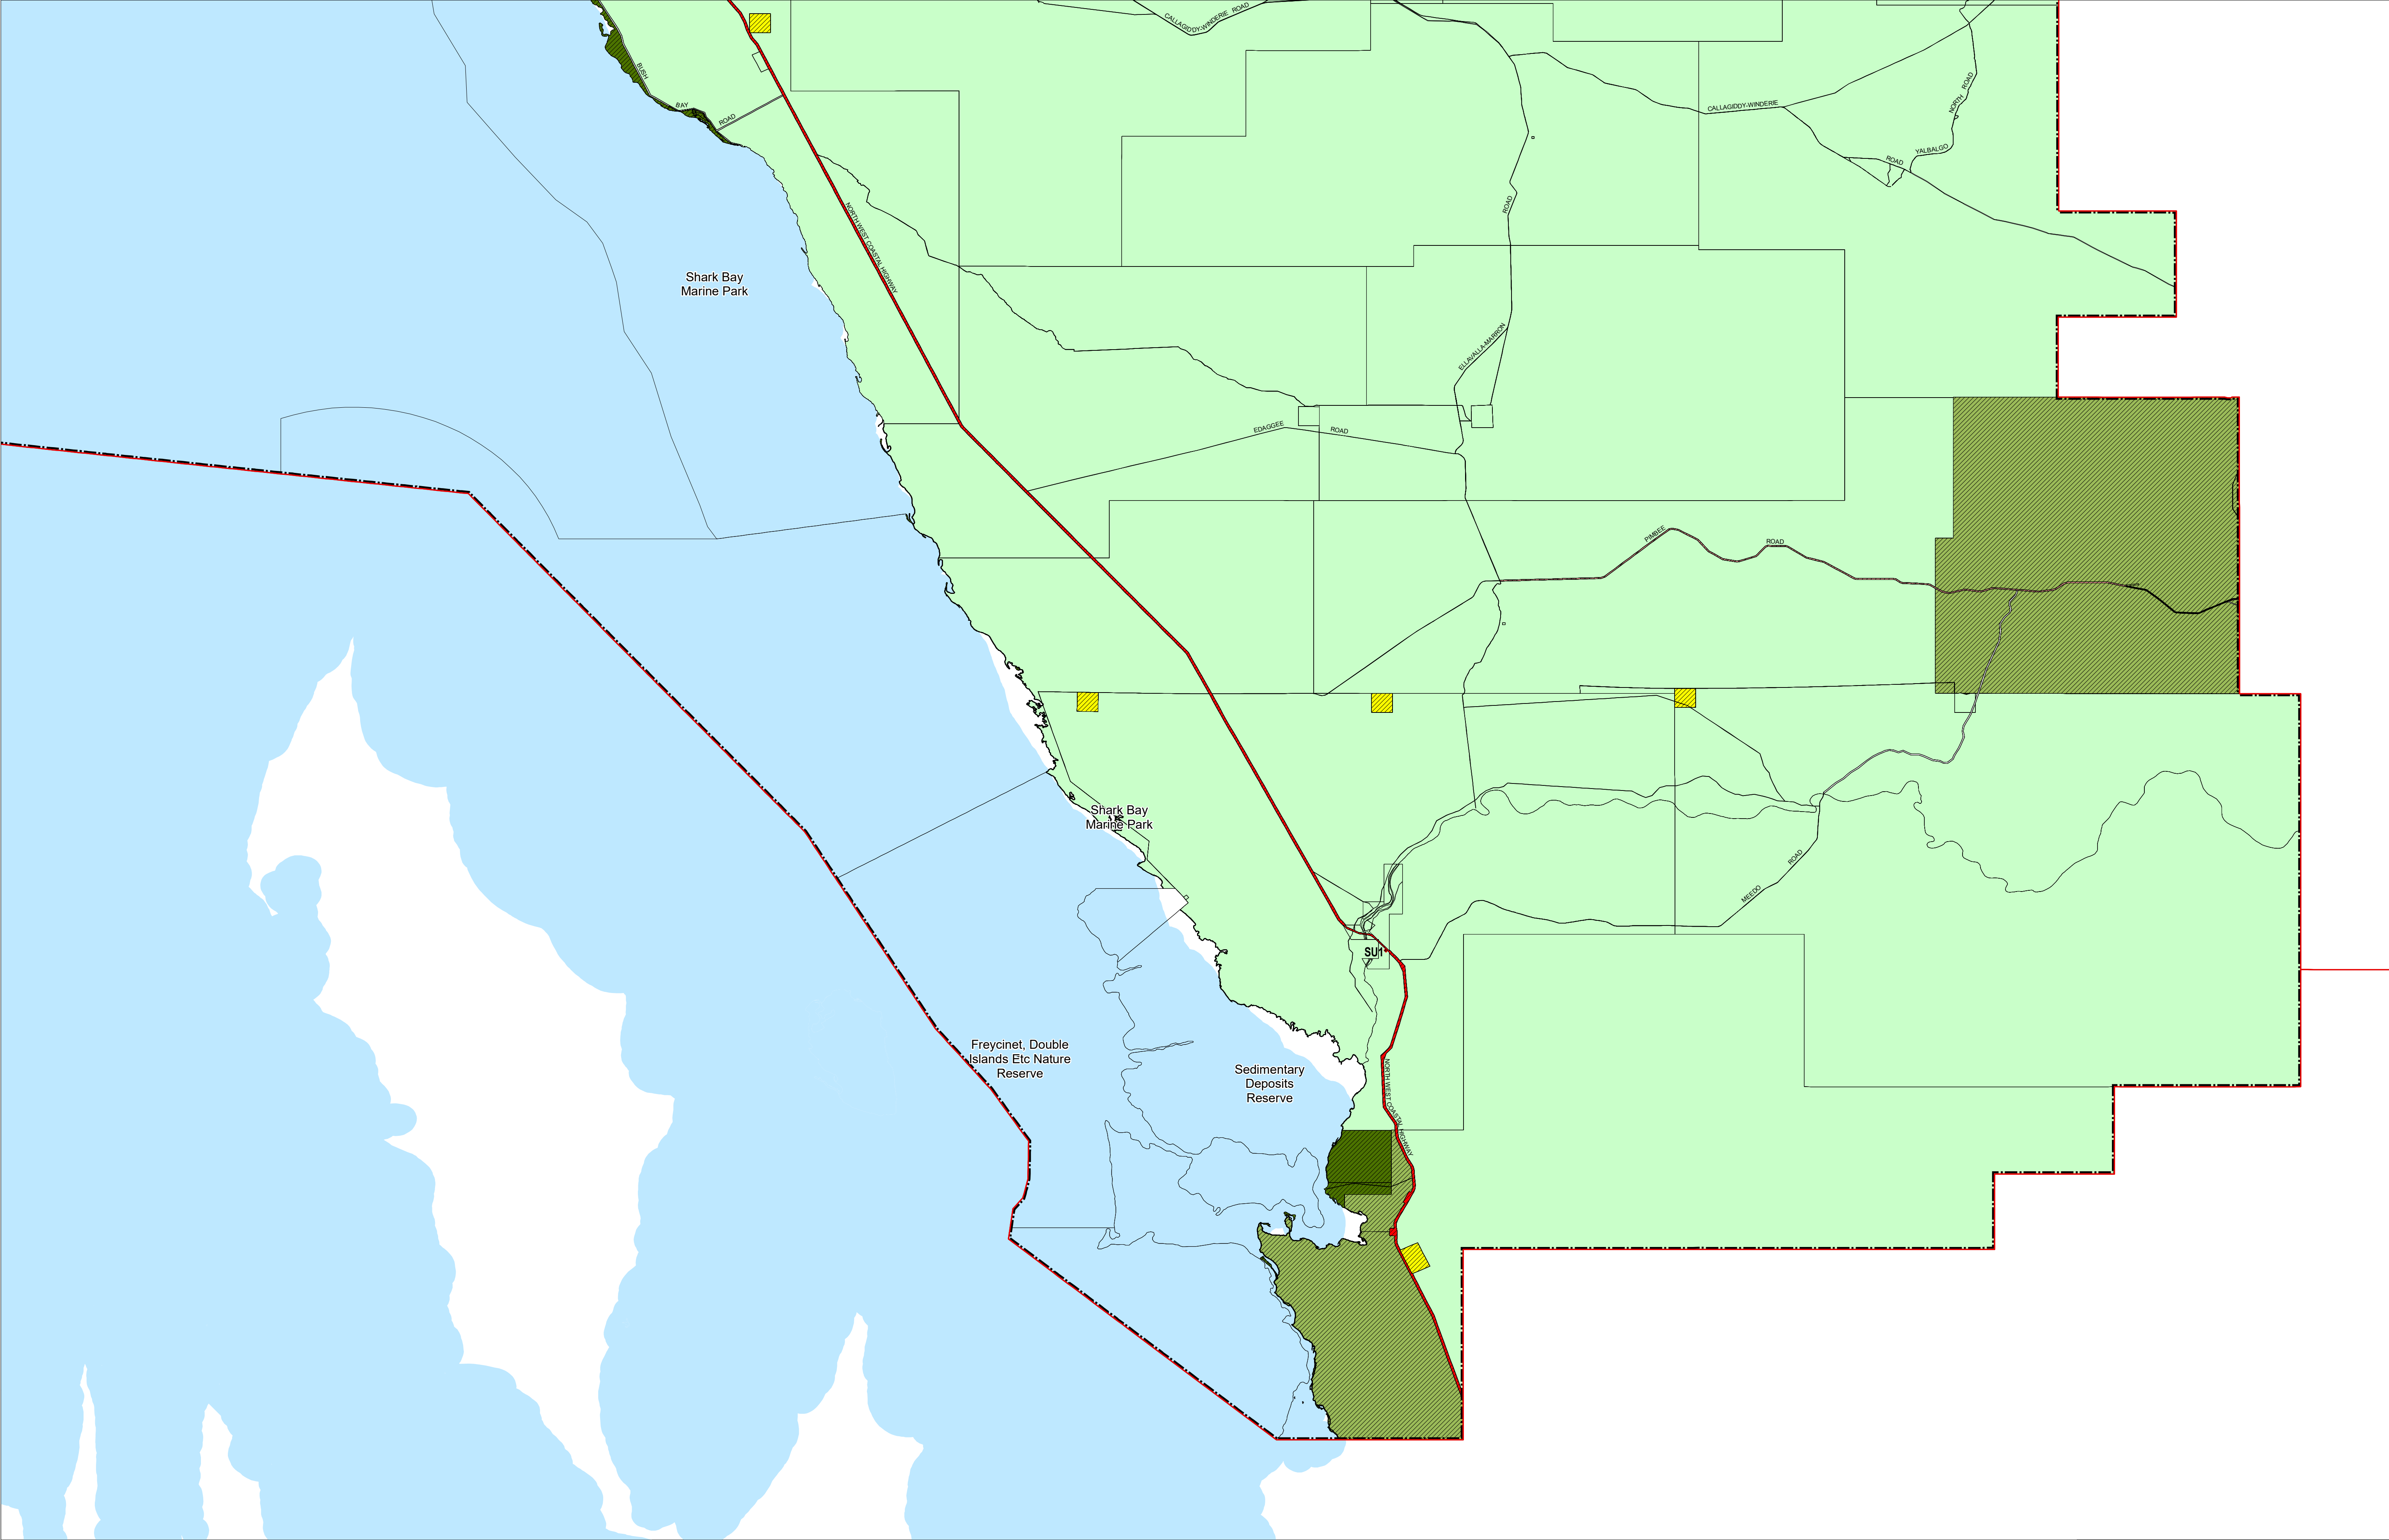 CALLAGIDDY-WINDERIE ROAD
BUSH
BAY
ROAD
CALLAGIDDY-WINDERIE
NORTH ROAD
YALBALGO
ROAD
NORTH WEST COASTAL HIGHWAY
ROAD
Shark Bay
Marine Park
ELLAVALLA-MARRON
EDAGGEE
ROAD
PIMBEE
ROAD
Shark Bay
Marine Park
ROAD
MEEDO
SU1
Freycinet, Double
Islands Etc Nature
Reserve
Sedimentary
Deposits
Reserve
NORTH WEST COASTAL HIGHWAY